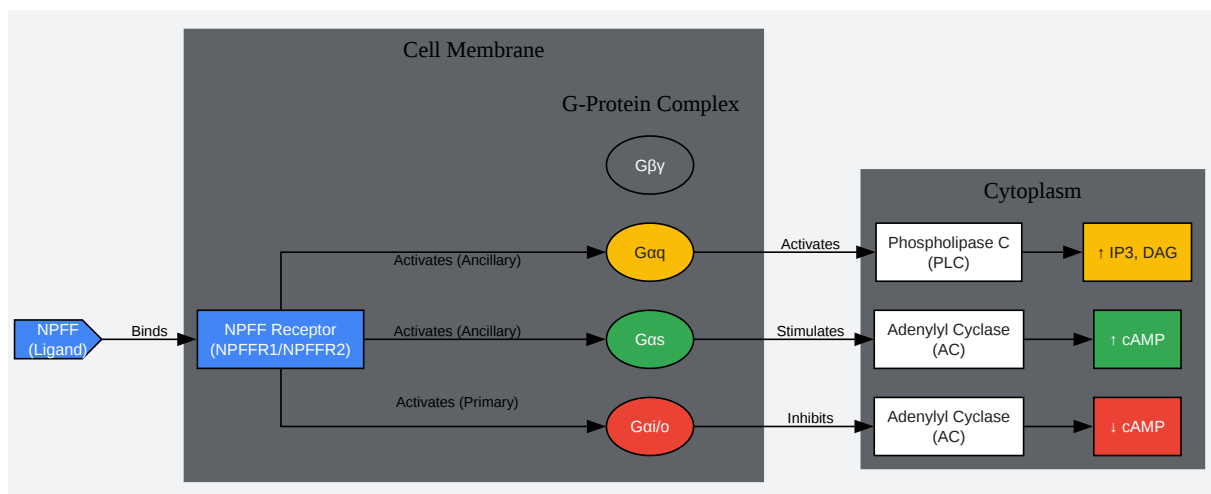 Cell Membrane
G-Protein Complex
Gβγ
Cytoplasm
Activates (Ancillary)
Gαq
Activates
Phospholipase C
(PLC)
↑ IP3, DAG
NPFF
(Ligand)
Binds
NPFF Receptor
(NPFFR1/NPFFR2)
Activates (Ancillary)
Gαs
Stimulates
Adenylyl Cyclase
(AC)
↑ cAMP
Activates (Primary)
Gαi/o
Inhibits
Adenylyl Cyclase
(AC)
↓ cAMP